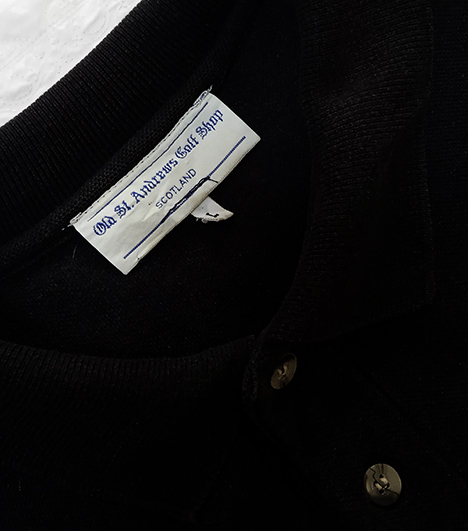 Old St. Andrews Golf Shop
SCOTLAND
L